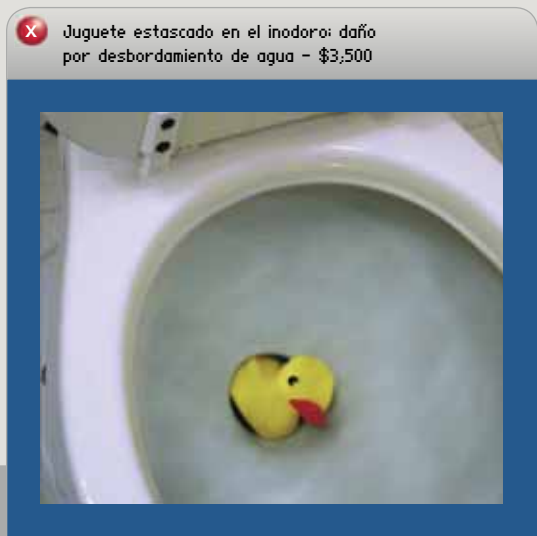 X
Juguete estascado en el inodoro: daño
por desbordamiento de agua - $3,500